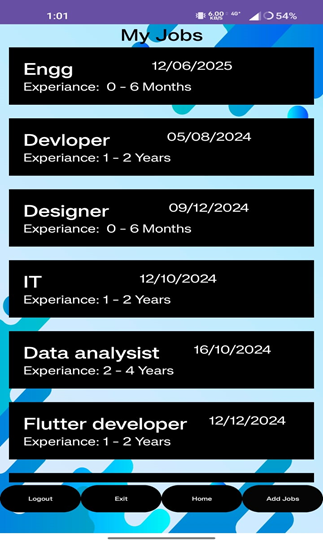 1:01 6.00 KB/S 4G+ 54%
My Jobs
Engg 12/06/2025
Experiance: 0 - 6 Months
Devloper 05/08/2024
Experiance: 1 - 2 Years
Designer 09/12/2024
Experiance: 0 - 6 Months
IT 12/10/2024
Experiance: 1 - 2 Years
Data analysist 16/10/2024
Experiance: 2 - 4 Years
Flutter developer 12/12/2024
Experiance: 1 - 2 Years
Logout Exit Home Add Jobs